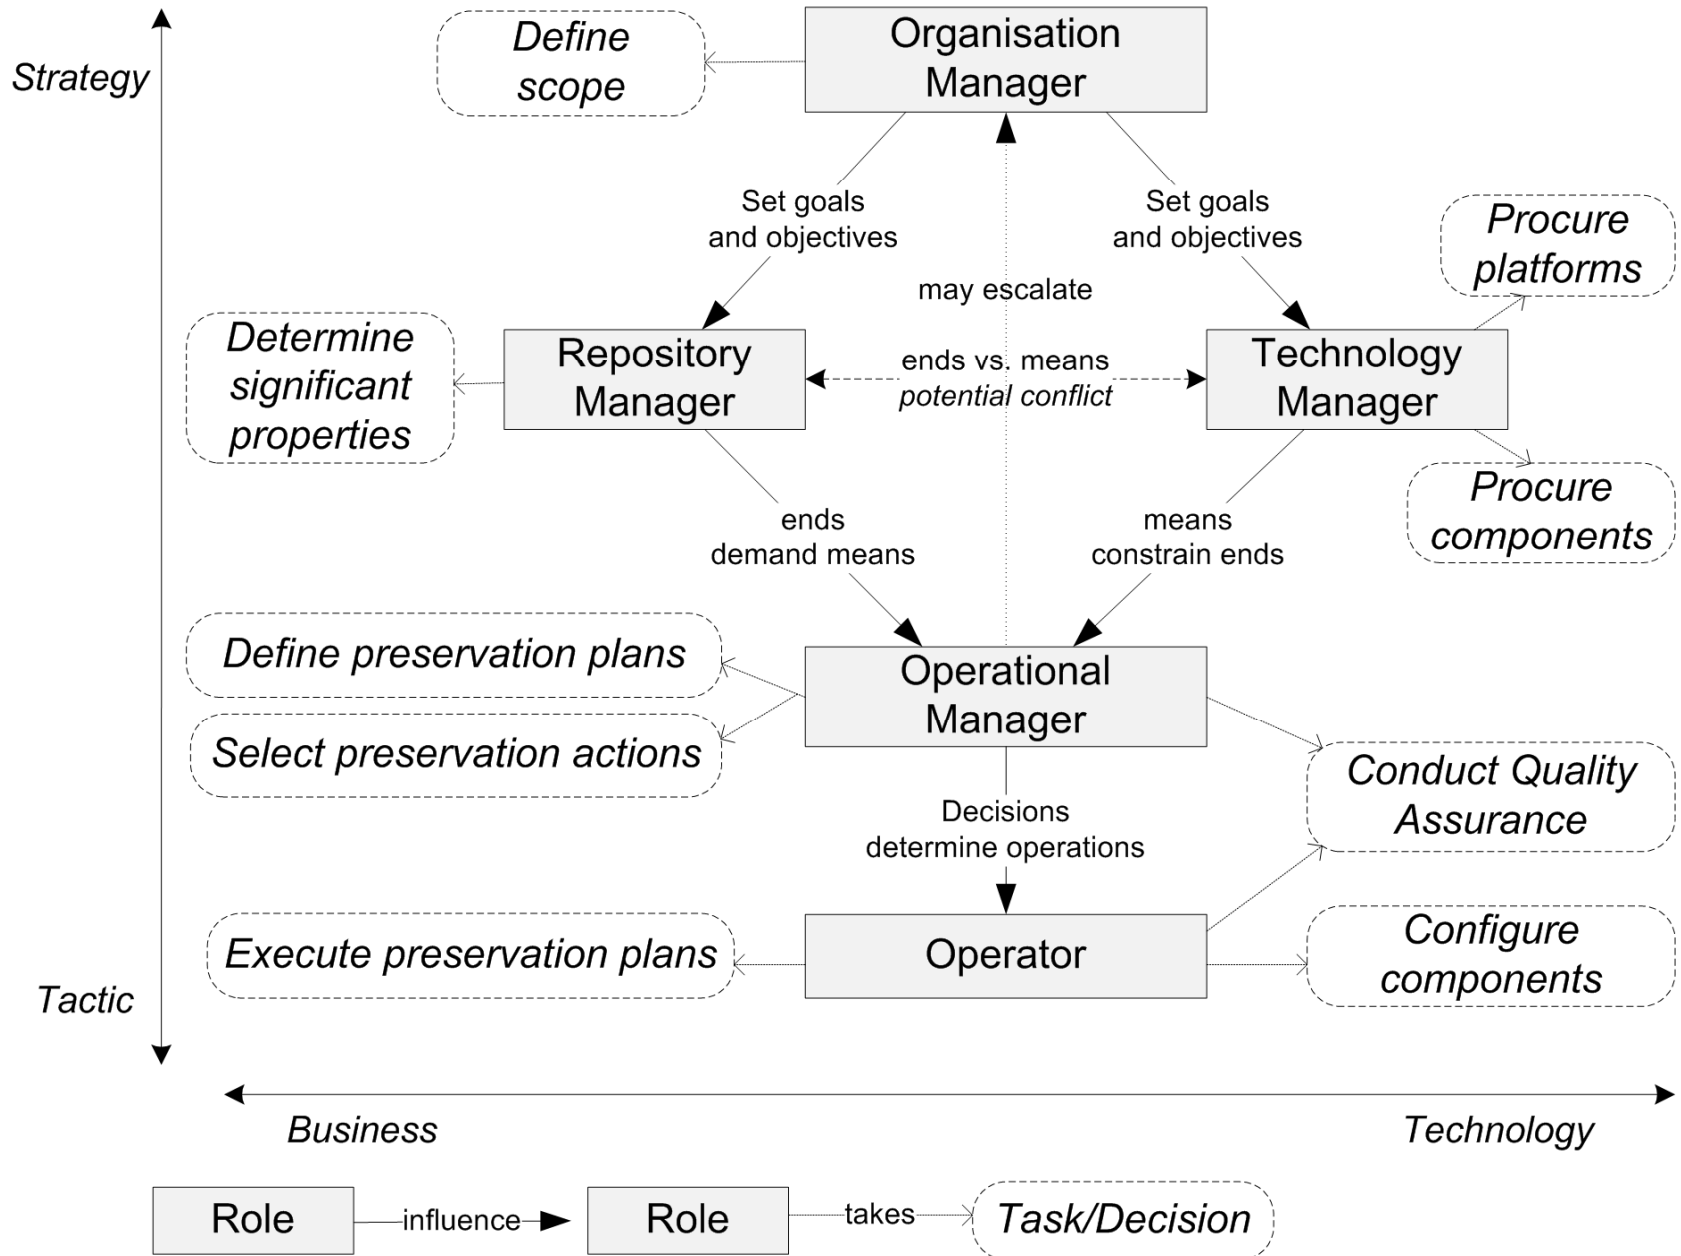 Strategy
Define
scope
Organisation
Manager
Set goals
and objectives
Set goals
and objectives
Procure
platforms
may escalate
Determine
significant
properties
Repository
Manager
ends vs. means
potential conflict
Technology
Manager
Procure
components
ends
demand means
means
constrain ends
Define preservation plans
Select preservation actions
Operational
Manager
Conduct Quality
Assurance
Decisions
determine operations
Execute preservation plans
Operator
Configure
components
Tactic
Business
Technology
Role
influence
Role
takes
Task/Decision